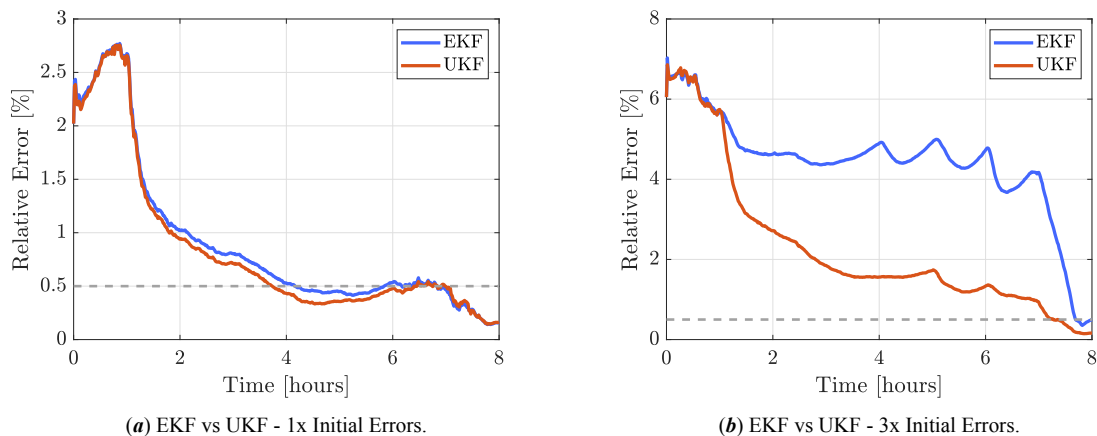 3
2.5
2
1.5
1
0.5
0
Relative Error [%]
EKF
UKF
0 2 4 6 8
Time [hours]
(a) EKF vs UKF - 1x Initial Errors.
8
6
4
2
0
Relative Error [%]
EKF
UKF
0 2 4 6 8
Time [hours]
(b) EKF vs UKF - 3x Initial Errors.